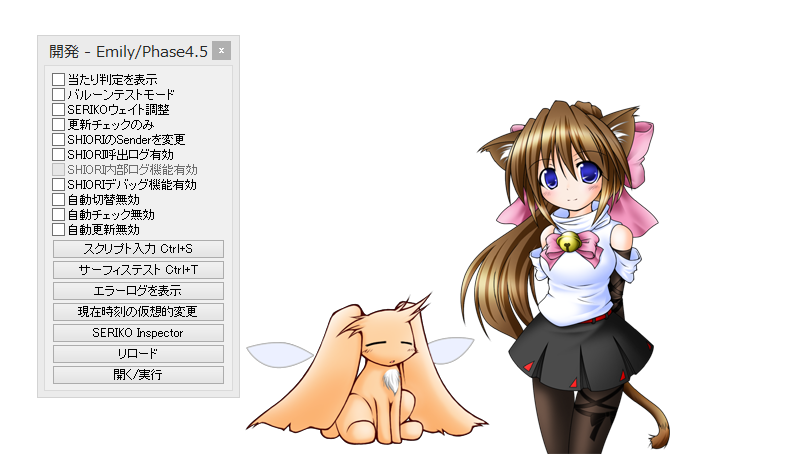 開発 - Emily/Phase4.5
x
当たり判定を表示
バルーンテストモード
SERIKOウェイト調整
更新チェックのみ
SHIORIのSenderを変更
SHIORI呼出ログ有効
SHIORI内部ログ機能有効
SHIORIデバッグ機能有効
自動切替無効
自動チェック無効
自動更新無効
スクリプト入力 Ctrl+S
サーフィステスト Ctrl+T
エラーログを表示
現在時刻の仮想的変更
SERIKO Inspector
リロード
開く/実行